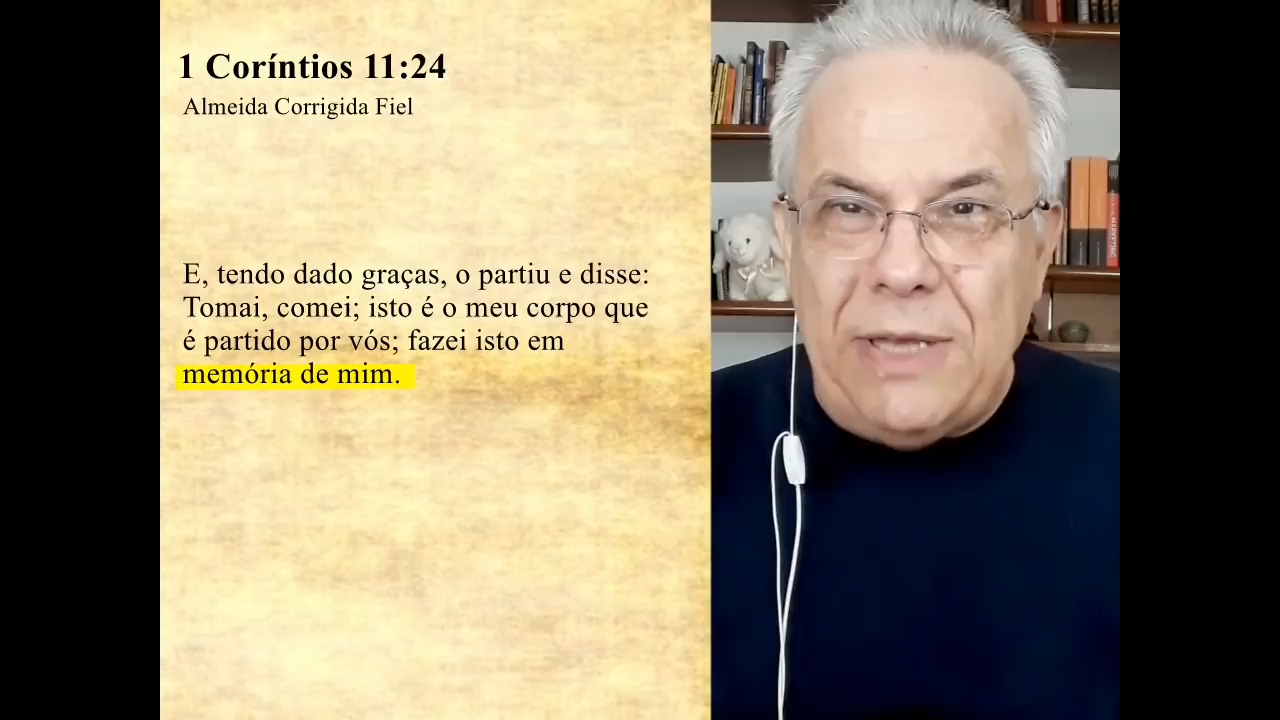 1 Coríntios 11:24
Almeida Corrigida Fiel
E, tendo dado graças, o partiu e disse:
Tomai, comei; isto é o meu corpo que
é partido por vós; fazei isto em
memória de mim.
MARKETING